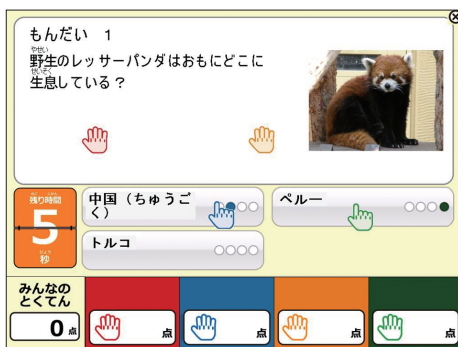 もんだい 1
やせい
野生のレッサーパンダはおもにどこに
せいそく
生息している？
中国（ちゅうご
く）
ペルー
トルコ
残り時間
5
秒
みんなの
とくてん
0 点
点
点
点
点